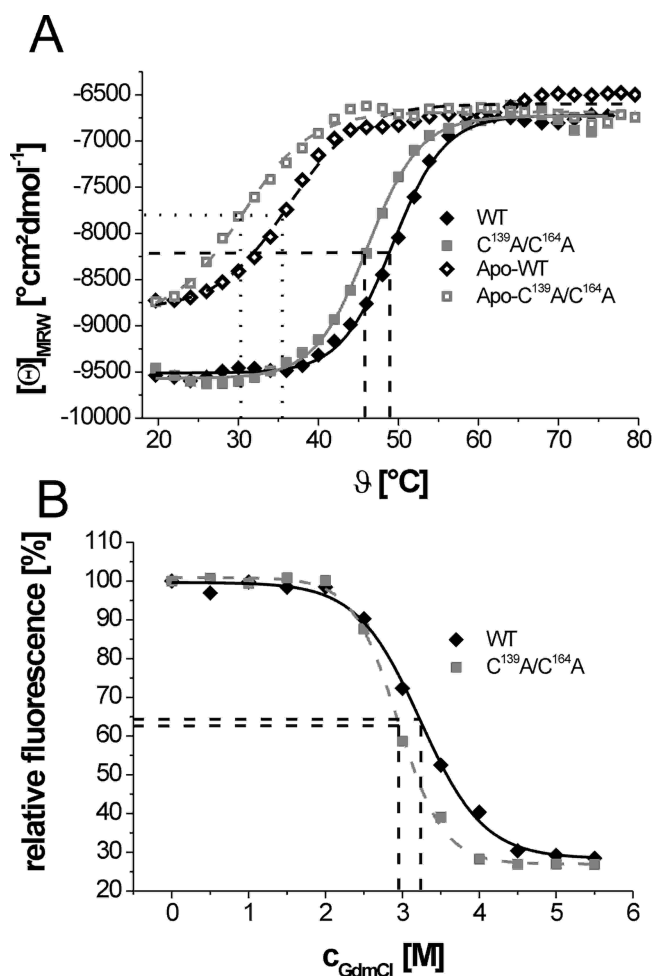 A
-6500
-7000
-7500
-8000
-8500
-9000
-9500
-10000
[Θ]MRW [°cm²dmol⁻¹]
WT
C¹³⁹A/C¹⁶⁴A
Apo-WT
Apo-C¹³⁹A/C¹⁶⁴A
20 30 40 50 60 70 80
ϑ [°C]
B
110
100
90
80
70
60
50
40
30
20
relative fluorescence [%]
WT
C¹³⁹A/C¹⁶⁴A
0 1 2 3 4 5 6
cGdmCl [M]